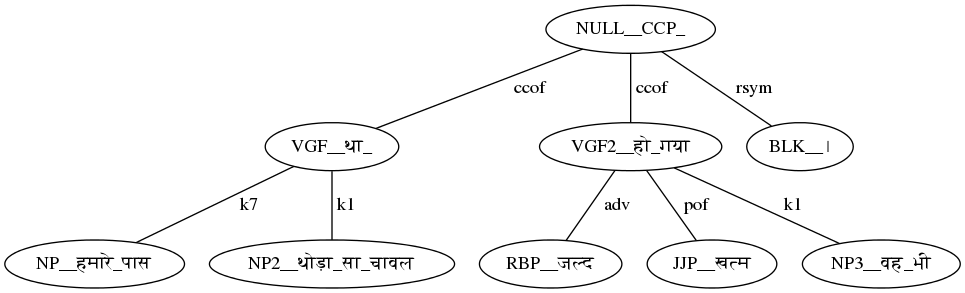 NULL__CCP_
ccof
ccof
rsym
VGF__था_
VGF2__हो_गया
BLK__।
k7
k1
adv
pof
k1
NP__हमारे_पास
NP2__थोड़ा_सा_चावल
RBP__जल्द
JJP__खत्म
NP3__वह_भी